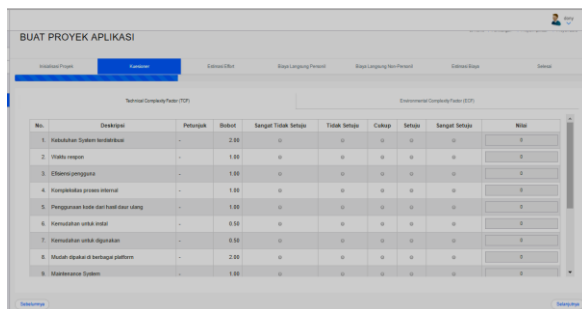 BUAT PROYEK APLIKASI
Inisialisasi Proyek Kuesioner Estimasi Effort Biaya Langsung Personil Biaya Langsung Non-Personil Estimasi Biaya Selesai
Technical Complexity Factor (TCF) Environmental Complexity Factor (ECF)
No. Deskripsi Petunjuk Bobot Sangat Tidak Setuju Tidak Setuju Cukup Setuju Sangat Setuju Nilai
1. Kebutuhan System terdistribusi - 2.00 0
2. Waktu respon - 1.00 0
3. Efisiensi pengguna - 1.00 0
4. Kompleksitas proses internal - 1.00 0
5. Penggunaan kode dari hasil daur ulang - 1.00 0
6. Kemudahan untuk instal - 0.50 0
7. Kemudahan untuk digunakan - 0.50 0
8. Mudah dipakai di berbagai platform - 2.00 0
9. Maintenance System - 1.00 0
Sebelumnya Selanjutnya